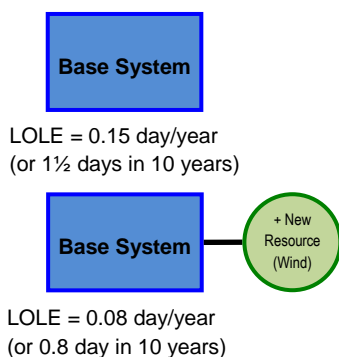 Base System
LOLE = 0.15 day/year
(or 1½ days in 10 years)
Base System
+ New
Resource
(Wind)
LOLE = 0.08 day/year
(or 0.8 day in 10 years)